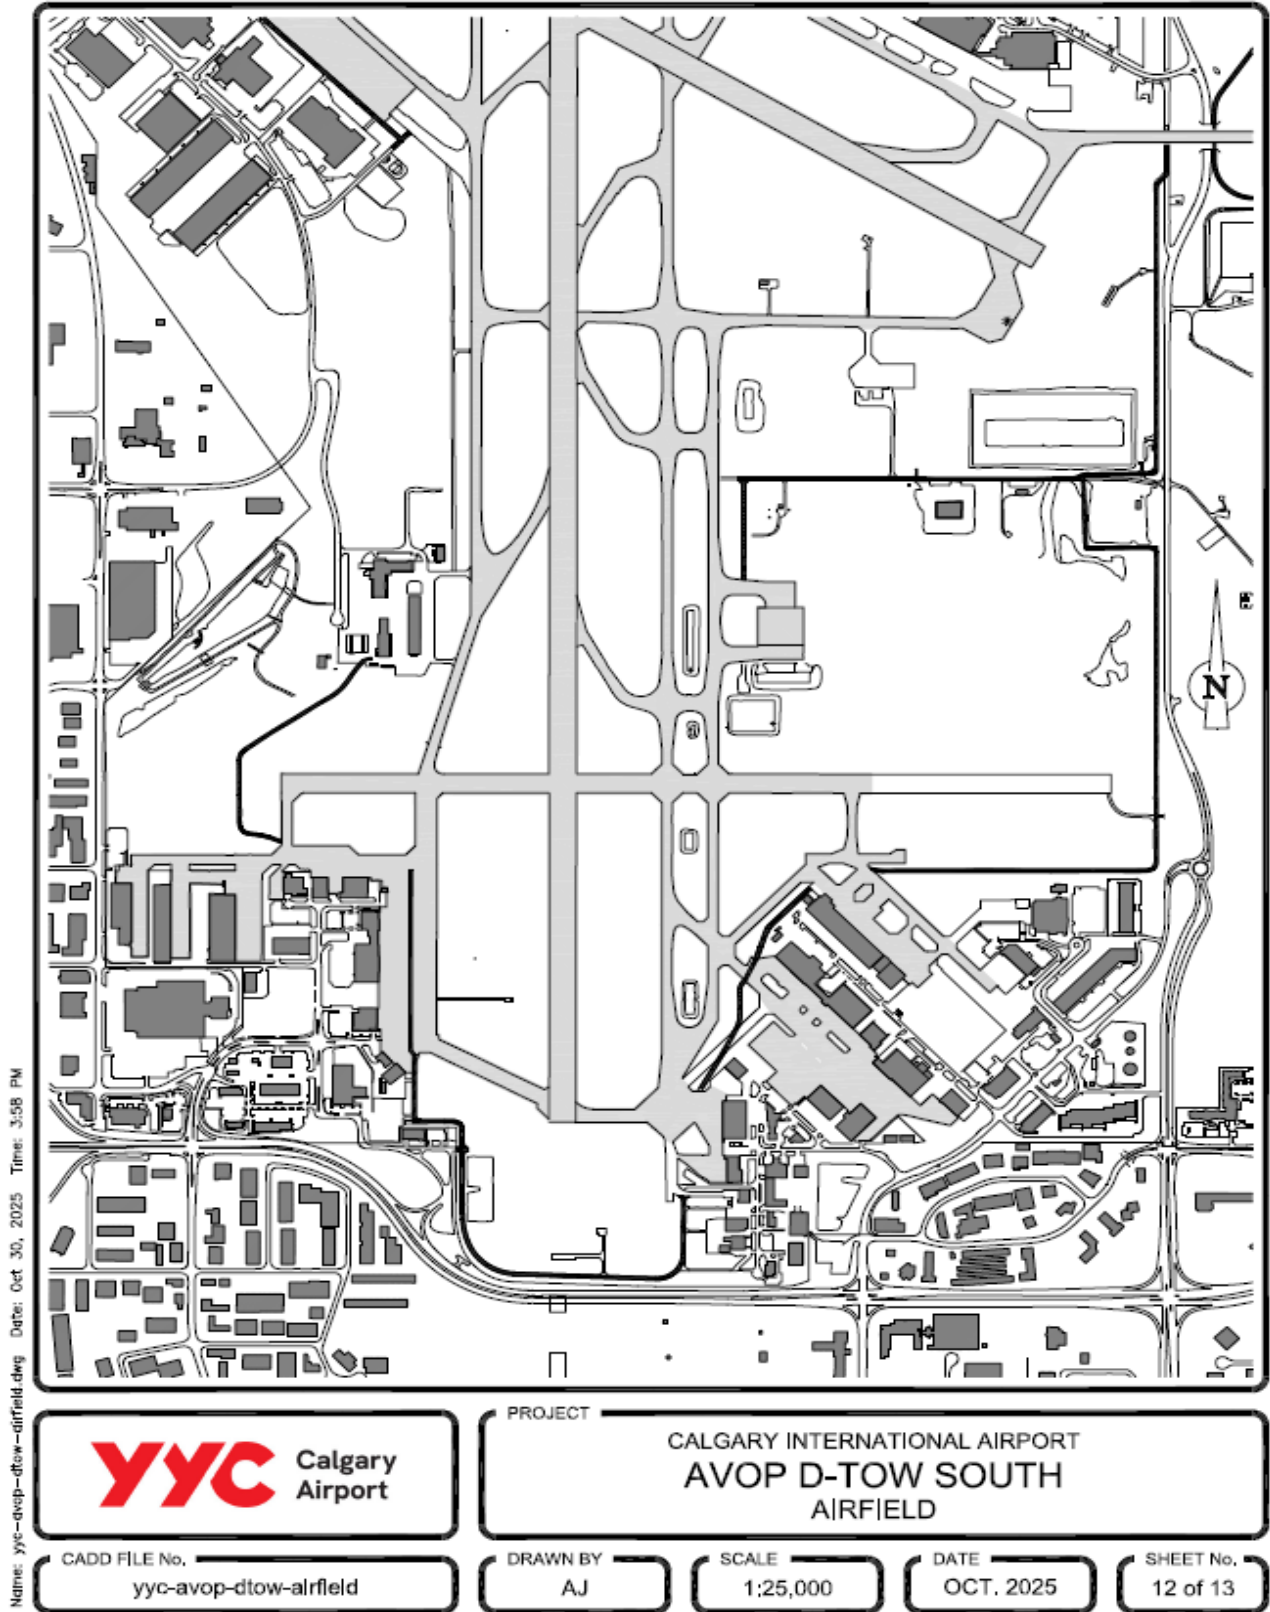 N
Name: yyc-avop-dtow-airfield.dwg Date: Oct 30, 2025 Time: 3:58 PM
YYC Calgary
Airport
PROJECT
CALGARY INTERNATIONAL AIRPORT
AVOP D-TOW SOUTH
AIRFIELD
CADD FILE No.
yyc-avop-dtow-airfield
DRAWN BY
AJ
SCALE
1:25,000
DATE
OCT. 2025
SHEET No.
12 of 13